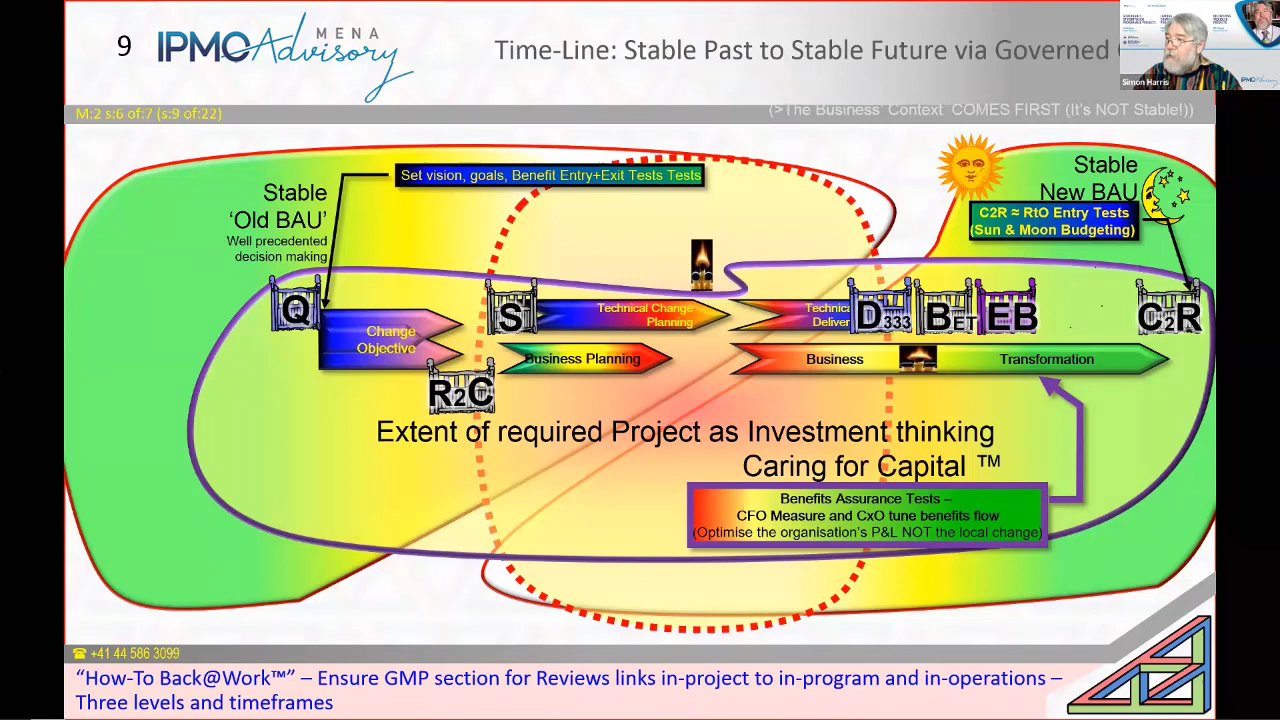 9
IPMO Advisory
MENA
Time-Line: Stable Past to Stable Future via Governed
Simon Harris
M:2 s:6 of:7 (s:9 of:22)
(>The Business' Context COMES FIRST (It's NOT Stable!))
Set vision, goals, Benefit Entry+Exit Tests Tests
Stable
'Old BAU'
Well precedented
decision making
Stable
New BAU
C2R ≈ RtO Entry Tests
(Sun & Moon Budgeting)
Q
Change
Objective
R2C
S
Technical Change
Planning
Business Planning
Technica
Deliver
D333
BET
EB
C2R
Business
Transformation
Extent of required Project as Investment thinking
Caring for Capital ™
Benefits Assurance Tests –
CFO Measure and CxO tune benefits flow
(Optimise the organisation's P&L NOT the local change)
☎ +41 44 586 3099
“How-To Back@Work™” – Ensure GMP section for Reviews links in-project to in-program and in-operations –
Three levels and timeframes